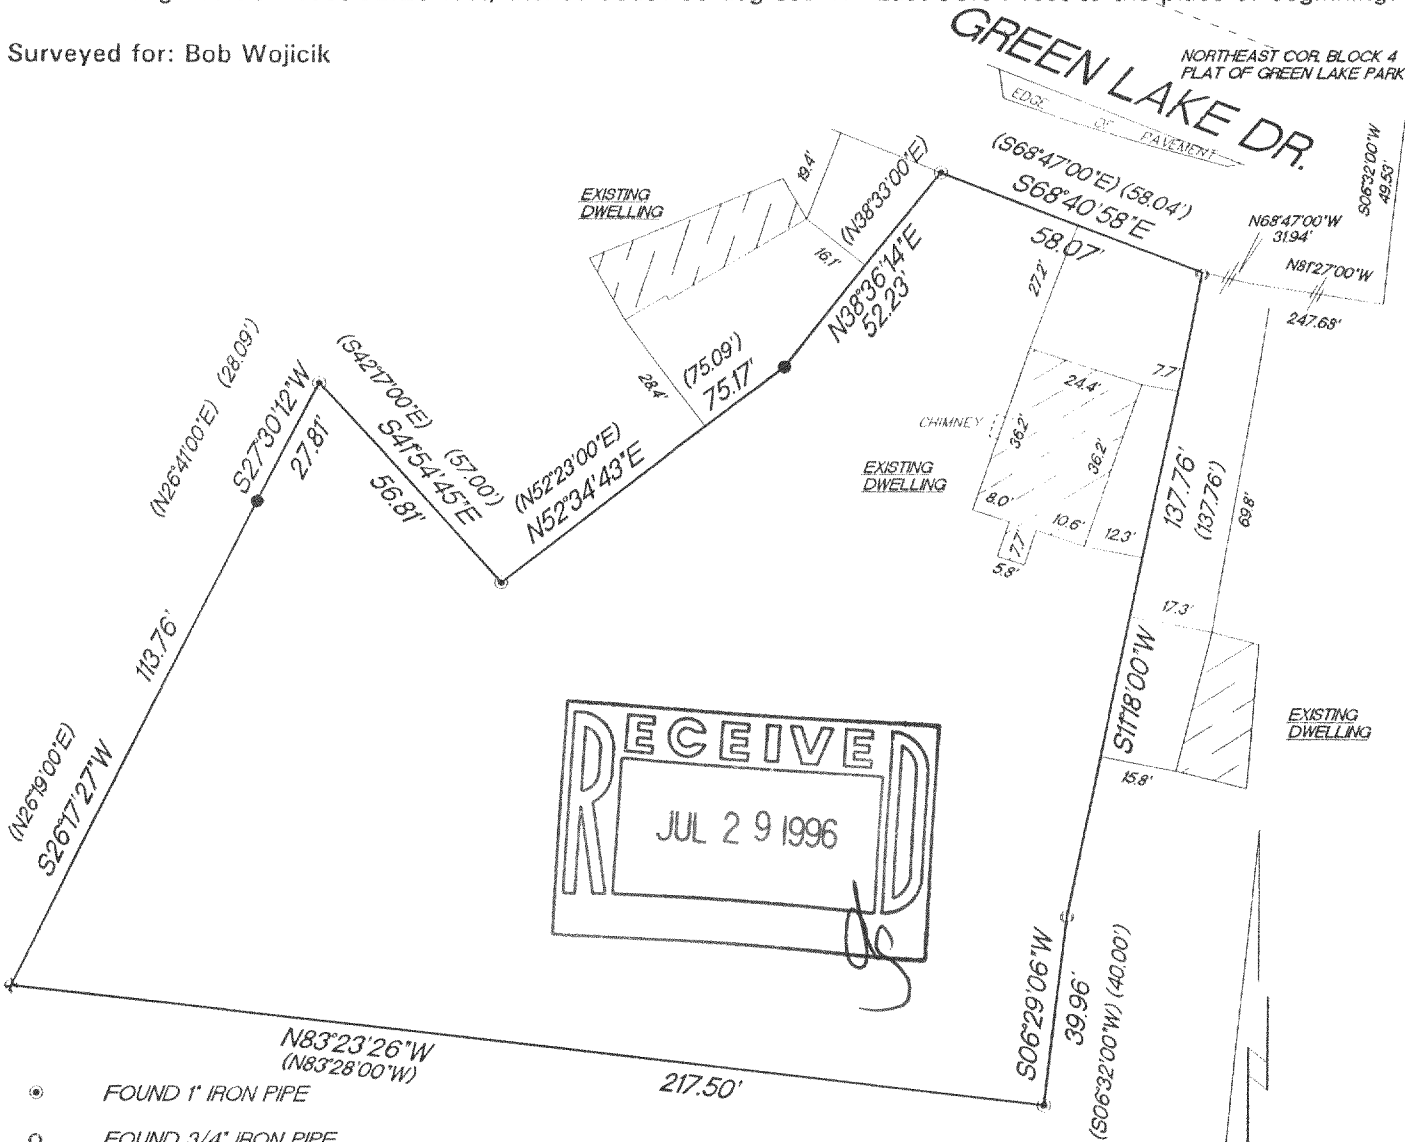 Surveyed for: Bob Wojicik
GREEN LAKE DR.
NORTHEAST COR. BLOCK 4
PLAT OF GREEN LAKE PARK
EDGE OF PAVEMENT
(S68°47'00"E) (58.04')
S68°40'58"E
58.07'
S06°32'00"W
49.53'
N68°47'00"W
31.94'
N81°27'00"W
247.68'
EXISTING
DWELLING
19.4'
16.1'
28.4'
(N38°33'00"E)
N38°36'14"E
52.23'
(75.09')
75.17'
(N52°23'00"E)
N52°34'43"E
(S42°17'00"E)
(57.00')
S41°54'45"E
56.81'
(N26°41'00"E) (28.09')
S27°30'12"W
27.81'
27.2'
7.7'
24.4'
CHIMNEY
36.2'
36.2'
EXISTING
DWELLING
8.0'
10.6'
12.3'
7.7'
5.8'
137.76'
(137.76')
69.8'
17.3'
S11°18'00"W
15.8'
EXISTING
DWELLING
113.76'
(N26°19'00"E)
S26°17'27"W
RECEIVED
JUL 29 1996
S06°29'06"W
39.96'
(S06°32'00"W) (40.00')
N83°23'26"W
(N83°28'00"W)
217.50'
FOUND 1" IRON PIPE
FOUND 3/4" IRON PIPE